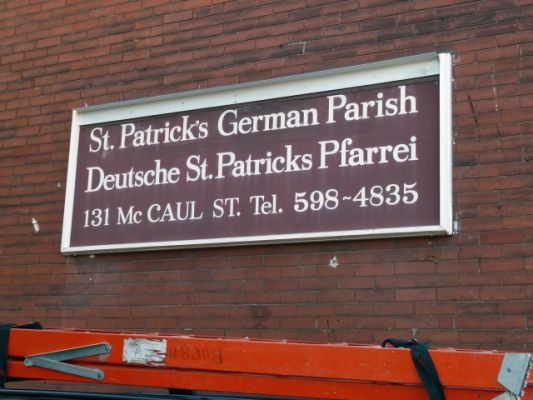 St. Patrick's German Parish
Deutsche St. Patricks Pfarrei
131 Mc CAUL ST. Tel. 598~4835